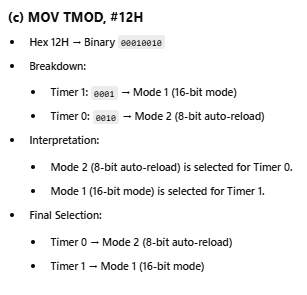 (c) MOV TMOD, #12H
• Hex 12H → Binary 00010010
• Breakdown:
• Timer 1: 0001 → Mode 1 (16-bit mode)
• Timer 0: 0010 → Mode 2 (8-bit auto-reload)
• Interpretation:
• Mode 2 (8-bit auto-reload) is selected for Timer 0.
• Mode 1 (16-bit mode) is selected for Timer 1.
• Final Selection:
• Timer 0 → Mode 2 (8-bit auto-reload)
• Timer 1 → Mode 1 (16-bit mode)